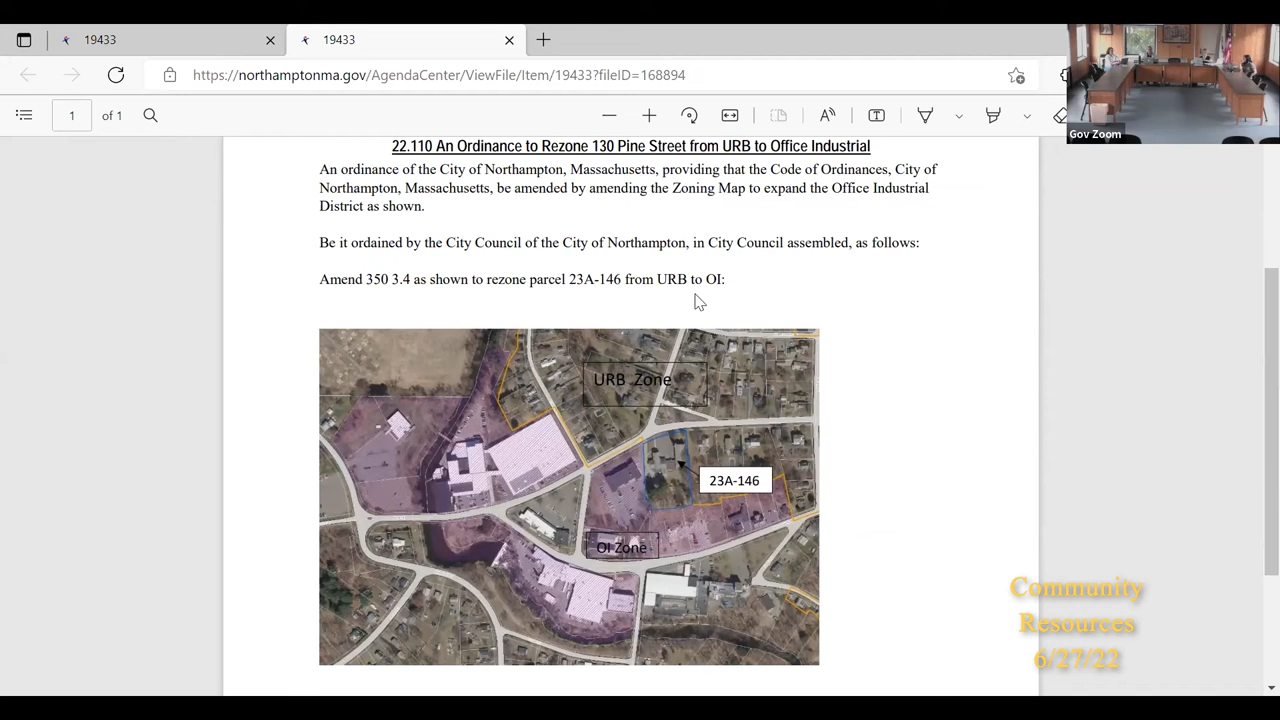 19433
19433
https://northamptonma.gov/AgendaCenter/ViewFile/Item/19433?fileID=168894
1 of 1
Gov Zoom
22.110 An Ordinance to Rezone 130 Pine Street from URB to Office Industrial
An ordinance of the City of Northampton, Massachusetts, providing that the Code of Ordinances, City of
Northampton, Massachusetts, be amended by amending the Zoning Map to expand the Office Industrial
District as shown.
Be it ordained by the City Council of the City of Northampton, in City Council assembled, as follows:
Amend 350 3.4 as shown to rezone parcel 23A-146 from URB to OI:
URB Zone
23A-146
OI Zone
Community
Resources
6/27/22